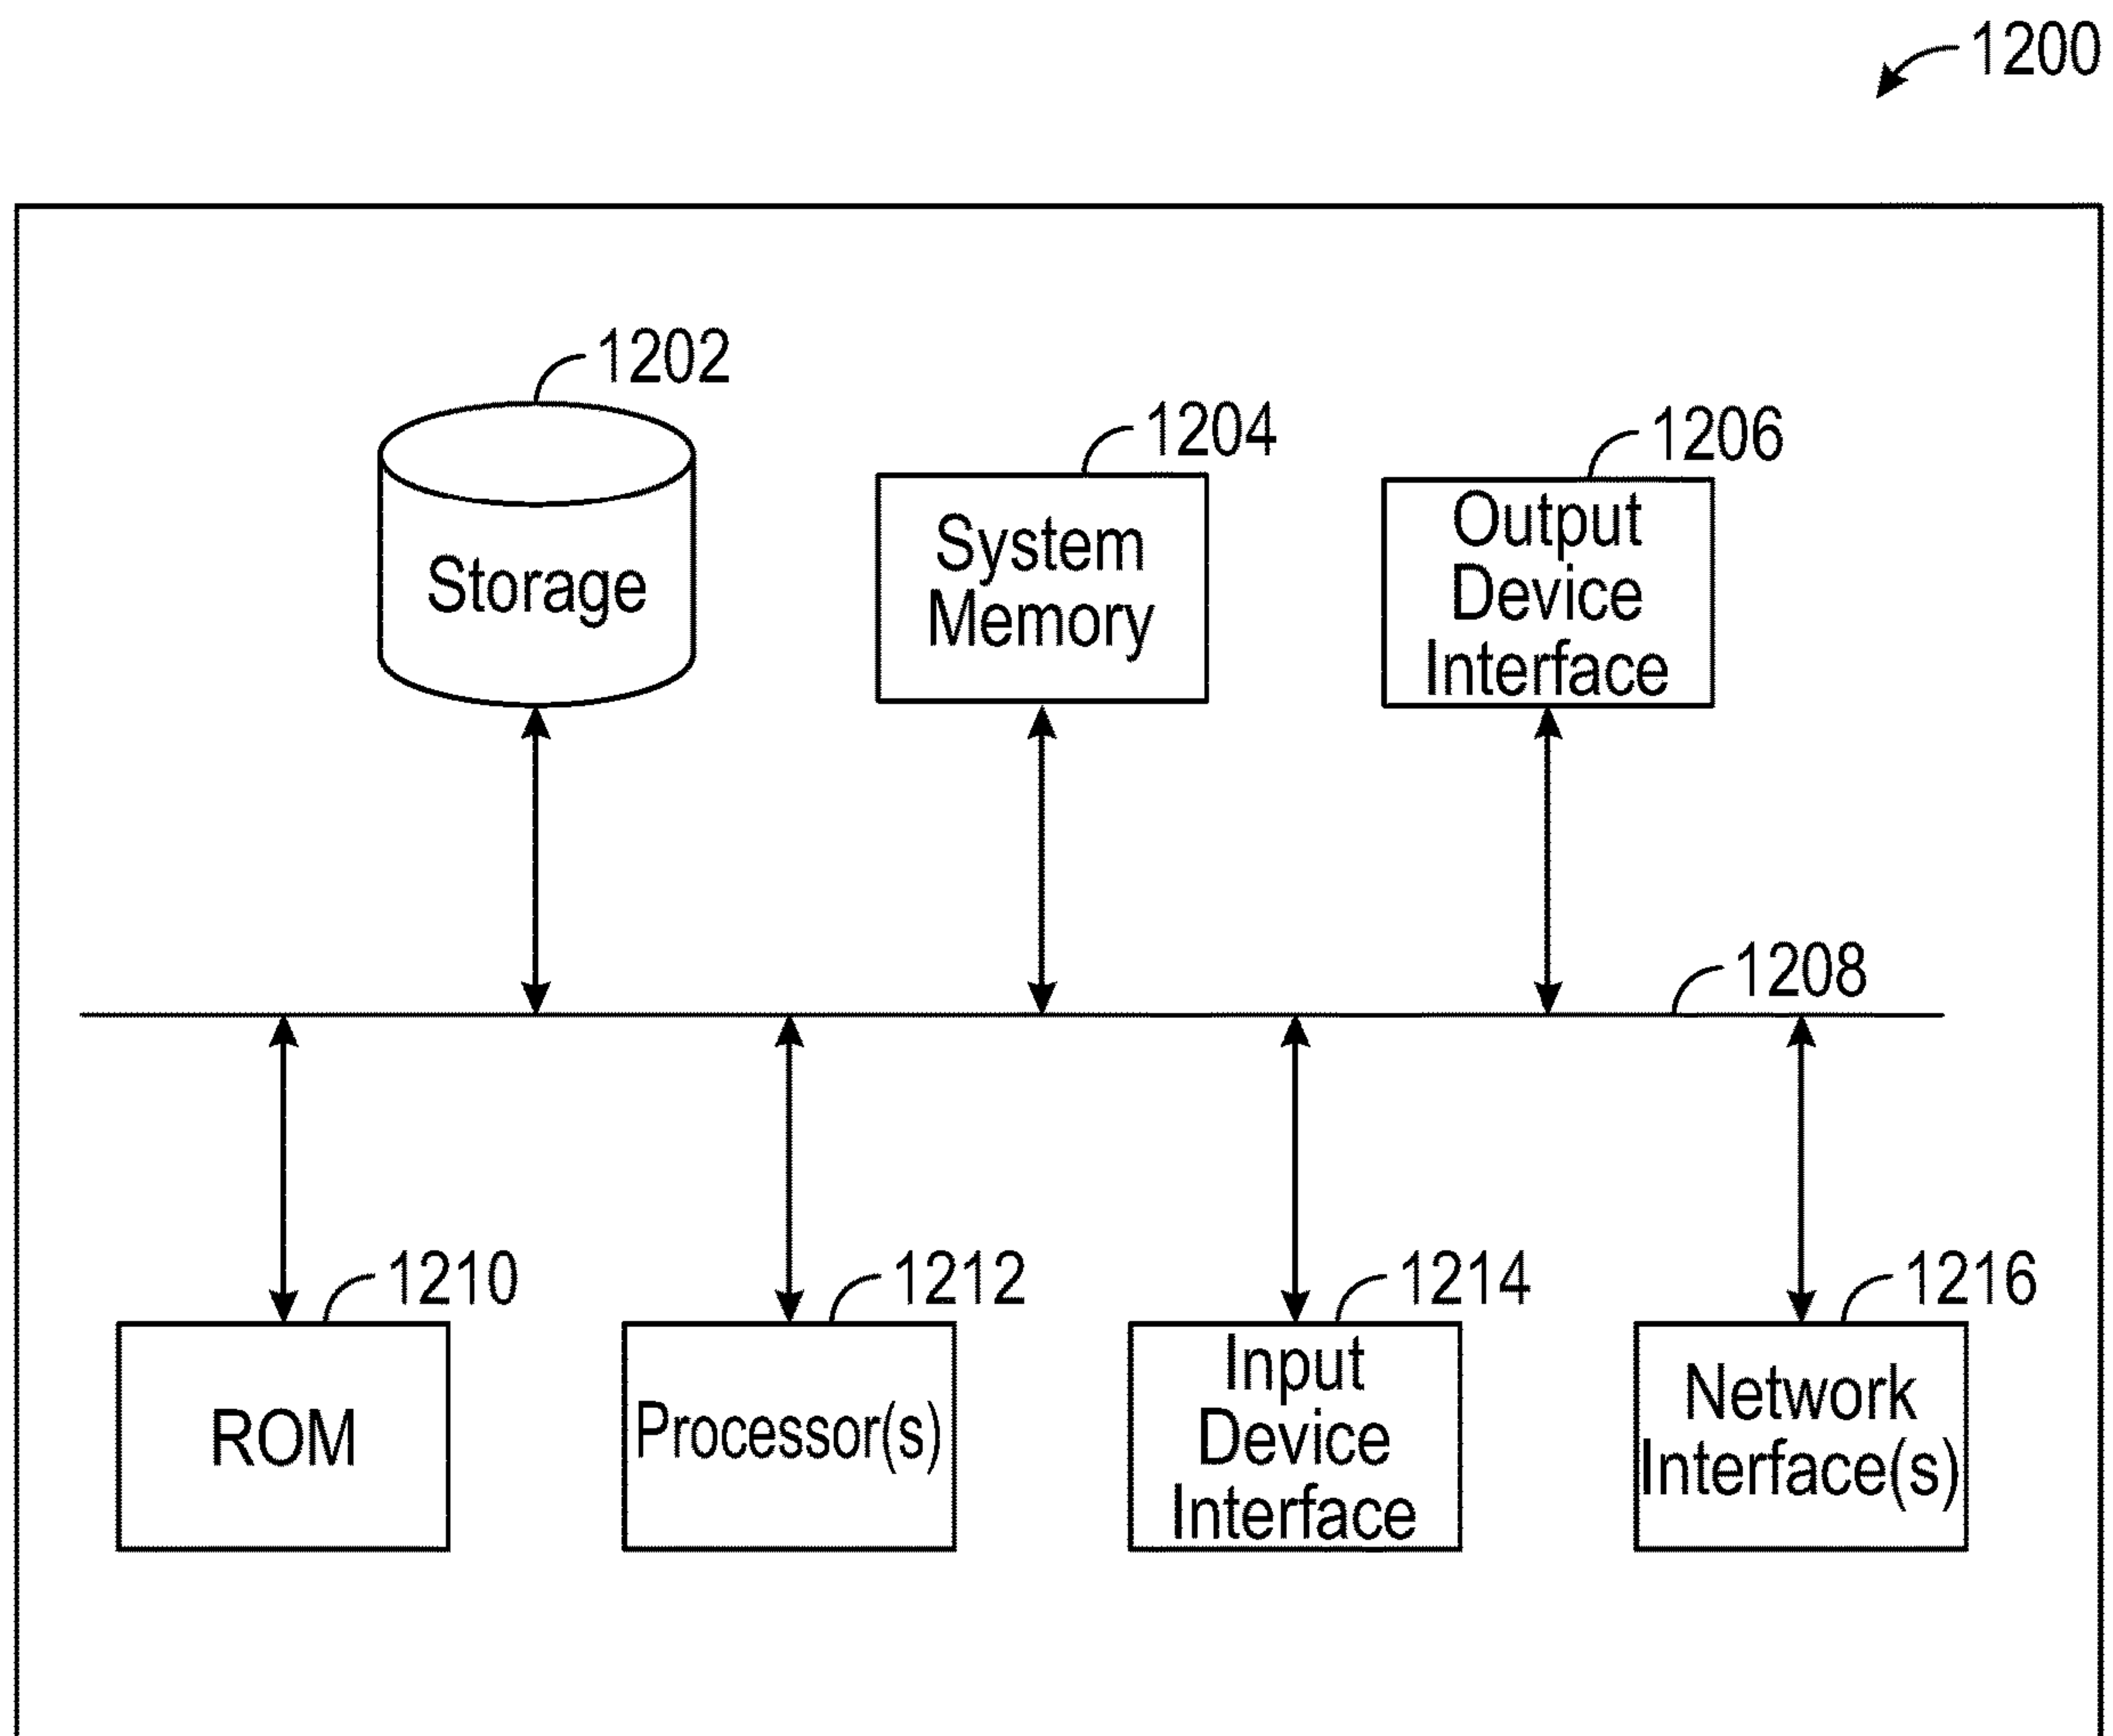 1200
1202
Storage
1204
System
Memory
1206
Output
Device
Interface
1208
1210
ROM
1212
Processor(s)
1214
Input
Device
Interface
1216
Network
Interface(s)